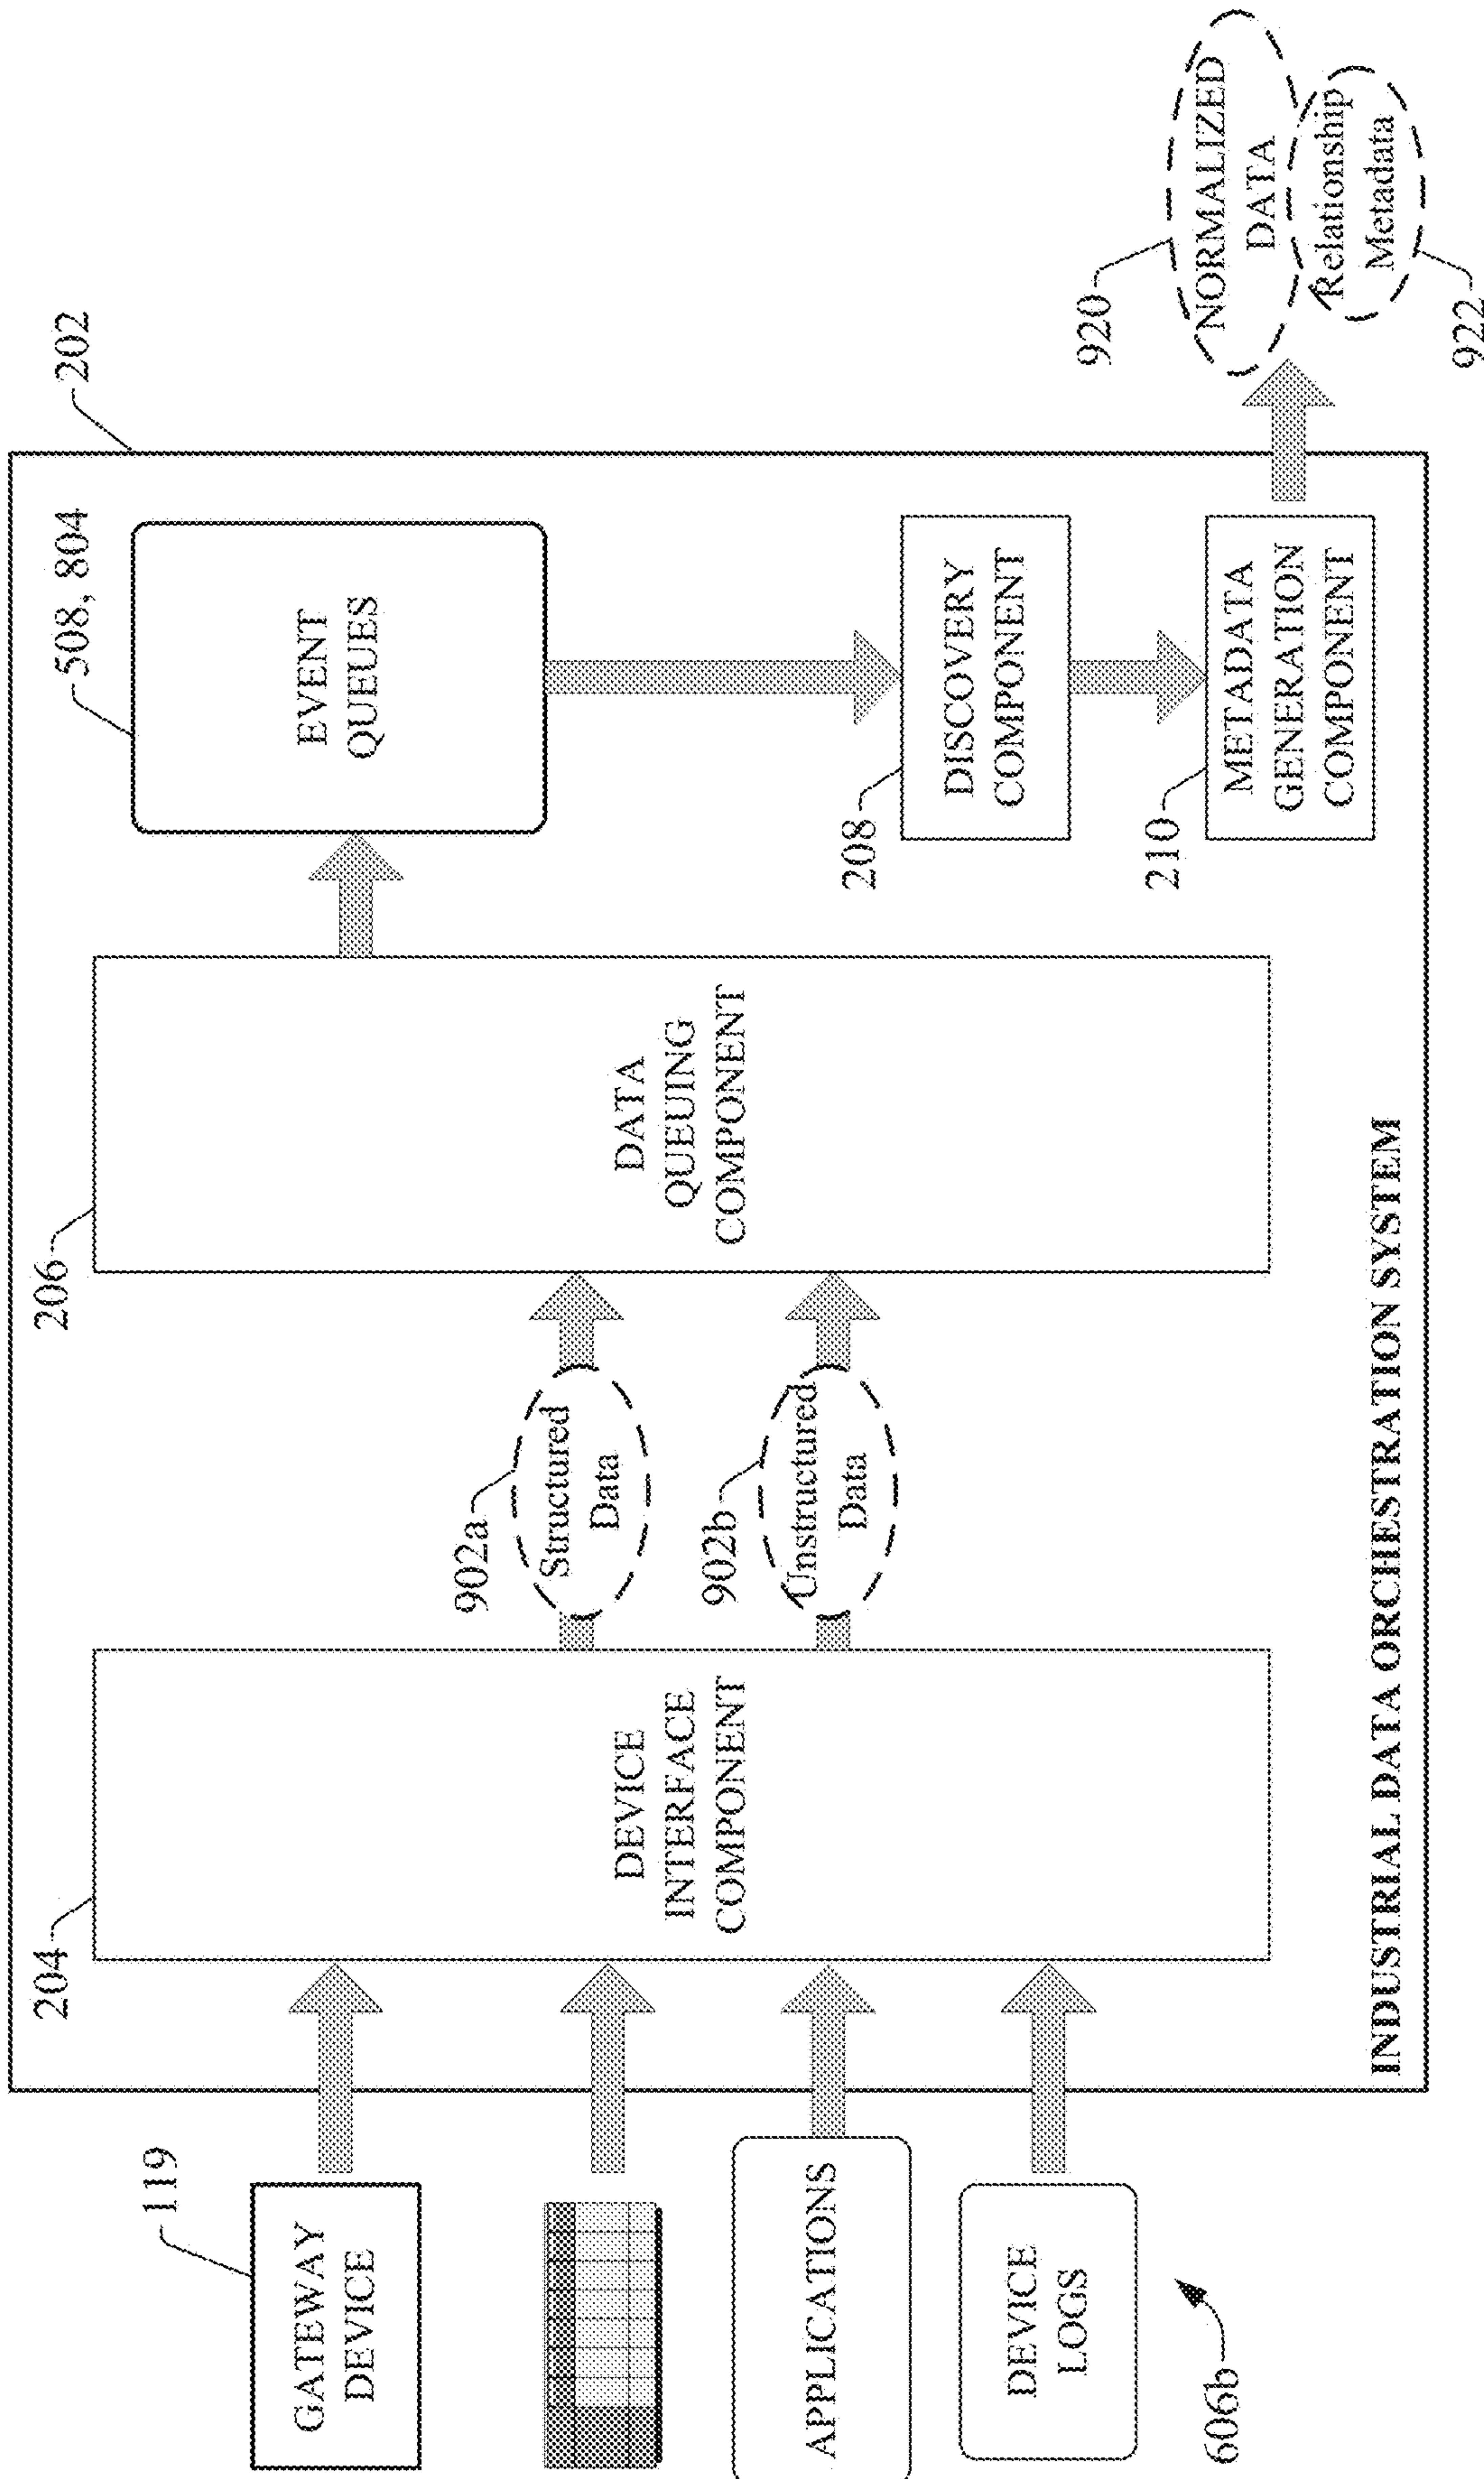 202
508, 804
206
204
119
GATEWAY
DEVICE
APPLICATIONS
DEVICE
LOGS
606b
DEVICE
INTERFACE
COMPONENT
902a
Structured
Data
902b
Unstructured
Data
DATA
QUEUING
COMPONENT
EVENT
QUEUES
208
DISCOVERY
COMPONENT
210
METADATA
GENERATION
COMPONENT
920
NORMALIZED
DATA
Relationship
Metadata
922
INDUSTRIAL DATA ORCHESTRATION SYSTEM